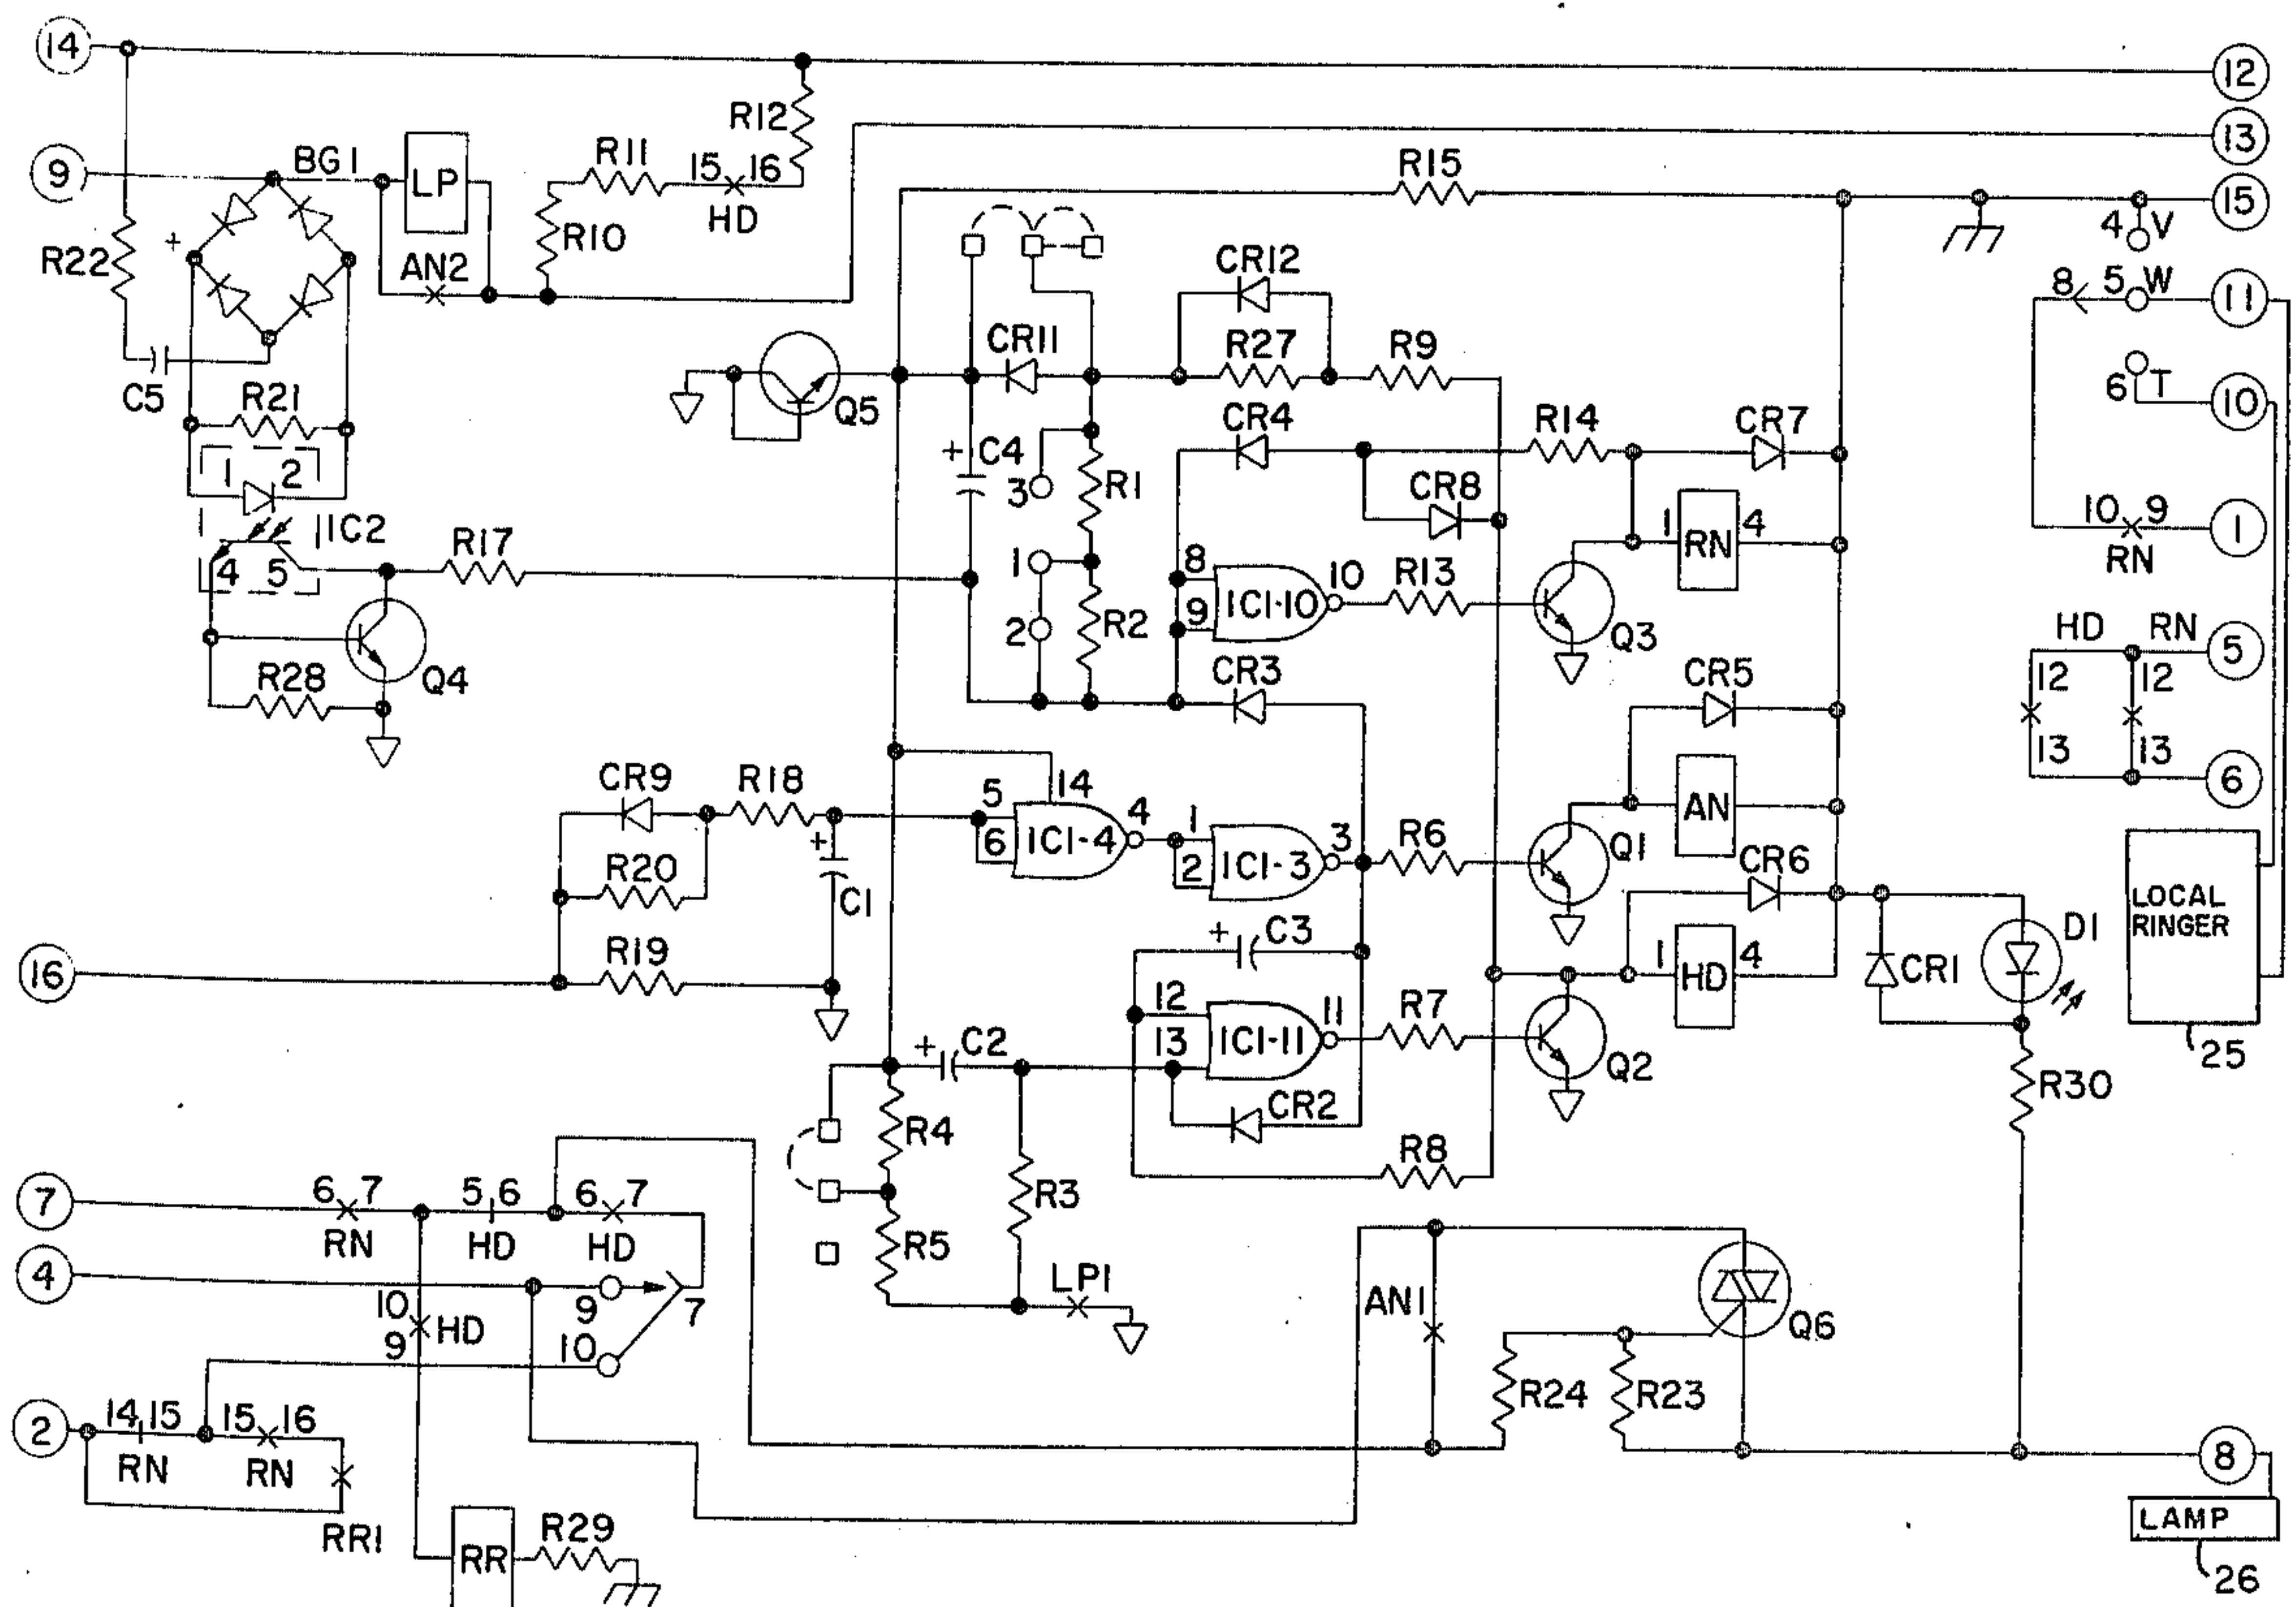 14
12
R12
13
9
BG1
LP
R11
15 16
HD
R15
15
4 V
R22
+
AN2
R10
CR12
8 5 W
11
C5
R21
CR11
R27
R9
6 T
10
Q5
1 2
+ C4
3
R1
CR4
R14
CR7
CR8
IC2
4 5
R17
1
2
R2
8
9
IC1-10
10
R13
1 RN 4
Q3
10 9
RN
1
R28
Q4
CR3
CR5
HD RN
5
12 12
13 13
6
CR9
R18
5
6
14
IC1-4
4
1
2
IC1-3
3
R6
Q1
AN
R20
+
C1
CR6
LOCAL
RINGER
25
16
R19
+ C3
1 HD 4
CR1
D1
+ C2
12
13
IC1-11
11
R7
Q2
R30
R4
CR2
R8
7
6 7
RN
5 6
HD
6 7
HD
R5
R3
LP1
4
10
9
HD
9
10
7
AN1
Q6
R24
R23
2
14 15
RN
15 16
RN
RR1
RR
R29
8
LAMP
26